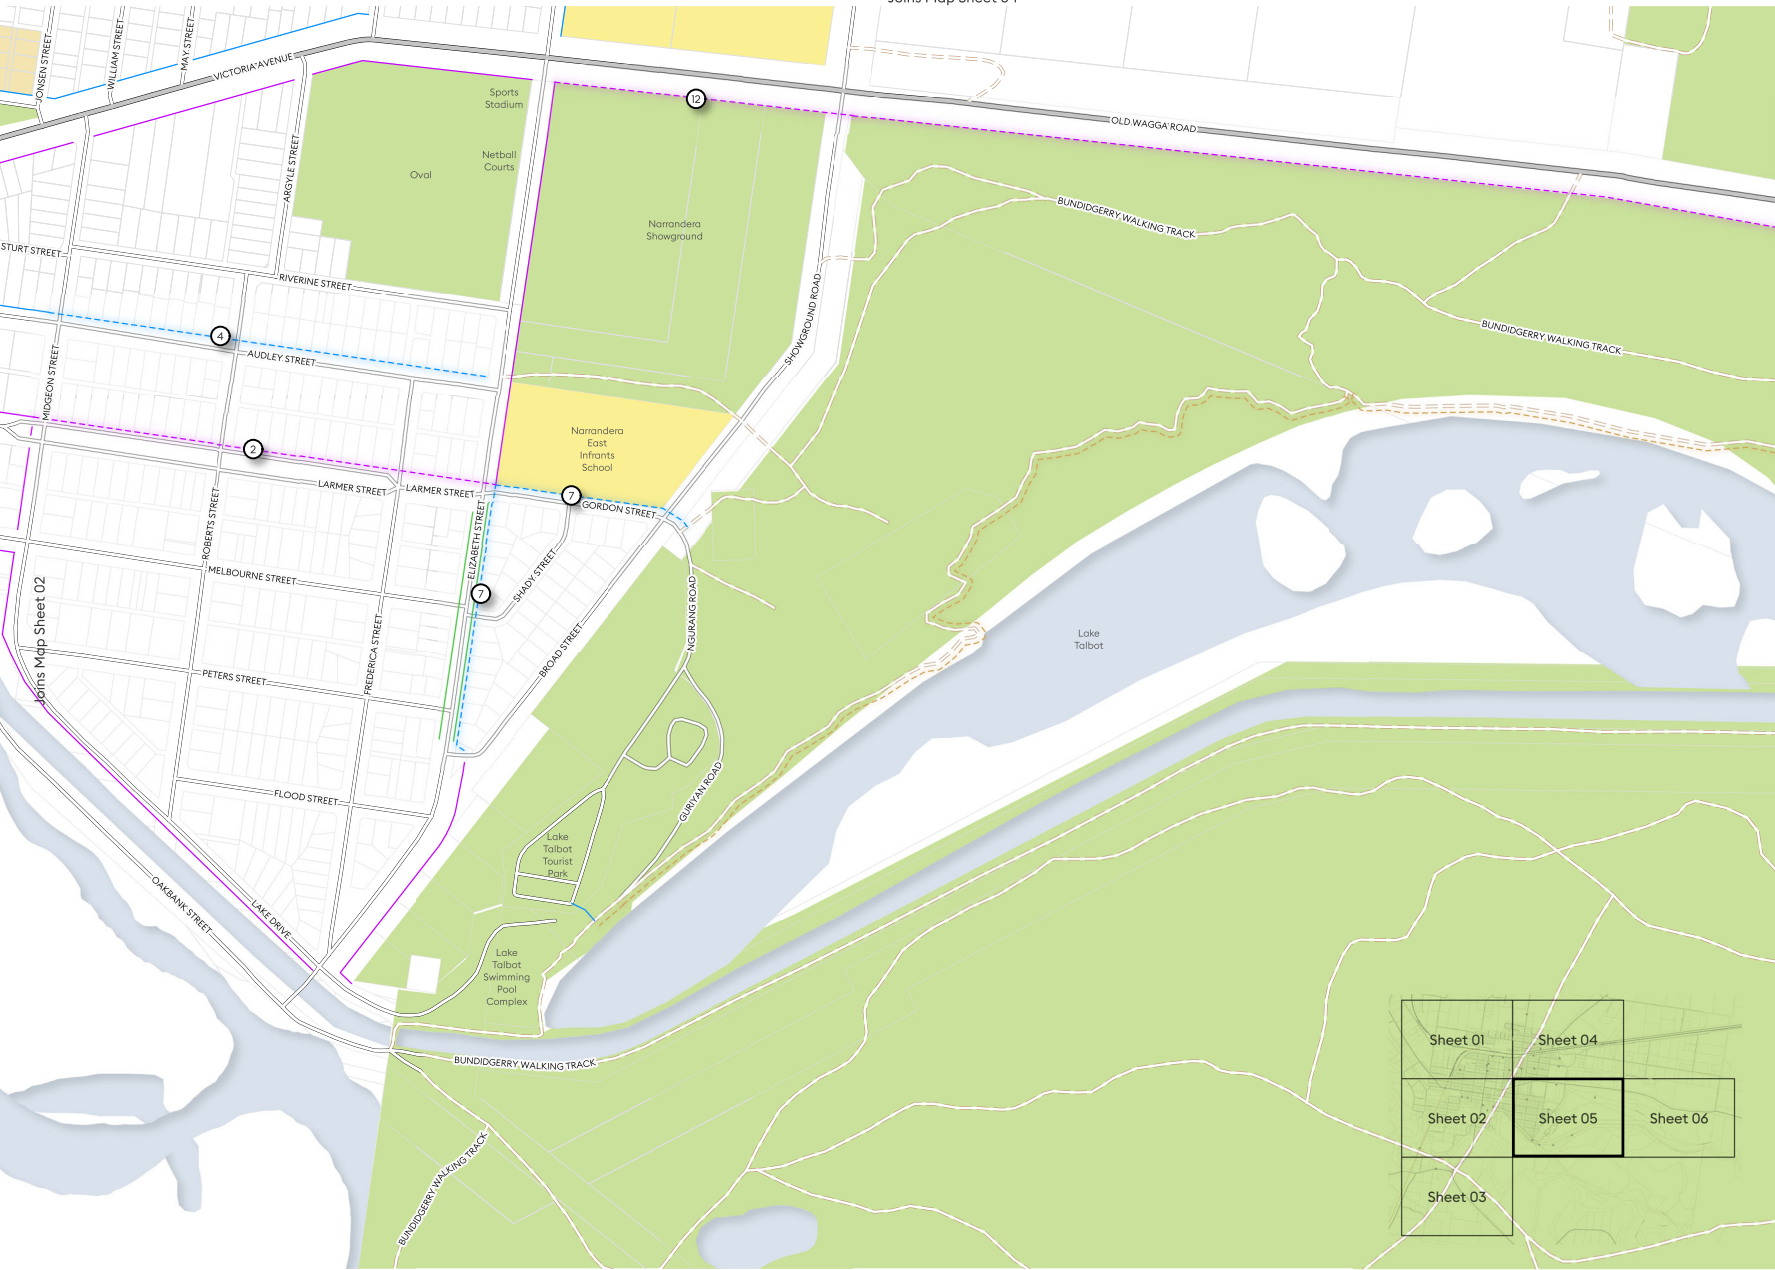 Joins Map Sheet 04
JONSEN STREET
WILLIAM STREET
MAY STREET
VICTORIA AVENUE
Sports
Stadium
12
OLD WAGGA ROAD
Netball
Courts
Oval
ARGYLE STREET
Narrandera
Showground
BUNDIDGERRY WALKING TRACK
STURT STREET
RIVERINE STREET
SHOWGROUND ROAD
4
AUDLEY STREET
BUNDIDGERRY WALKING TRACK
MIDGEON STREET
2
Narrandera
East
Infrants
School
LARMER STREET
LARMER STREET
7
GORDON STREET
ROBERTS STREET
ELIZABETH STREET
SHADY STREET
MELBOURNE STREET
7
NGURANG ROAD
Joins Map Sheet 02
FREDERICA STREET
BROAD STREET
Lake
Talbot
PETERS STREET
GURIYAN ROAD
FLOOD STREET
Lake
Talbot
Tourist
Park
OAKBANK STREET
LAKE DRIVE
Lake
Talbot
Swimming
Pool
Complex
BUNDIDGERRY WALKING TRACK
BUNDIDGERRY WALKING TRACK
Sheet 01
Sheet 04
Sheet 02
Sheet 05
Sheet 06
Sheet 03